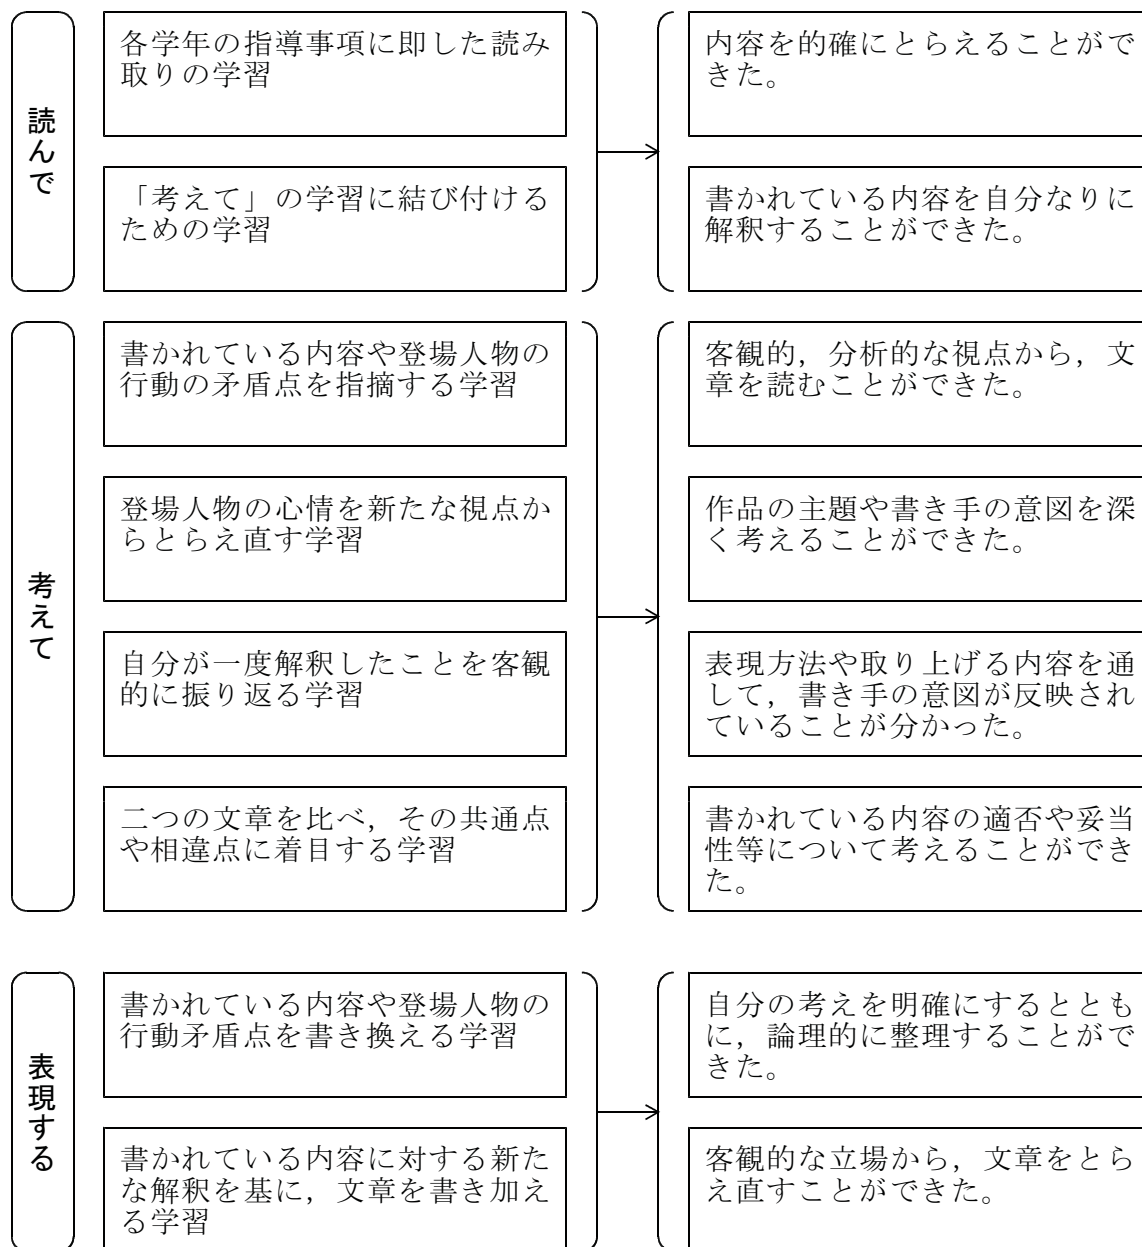 読んで
各学年の指導事項に即した読み
取りの学習
「考えて」の学習に結び付ける
ための学習
内容を的確にとらえることがで
きた。
書かれている内容を自分なりに
解釈することができた。
考えて
書かれている内容や登場人物の
行動の矛盾点を指摘する学習
登場人物の心情を新たな視点か
らとらえ直す学習
自分が一度解釈したことを客観
的に振り返る学習
二つの文章を比べ，その共通点
や相違点に着目する学習
客観的，分析的な視点から，文
章を読むことができた。
作品の主題や書き手の意図を深
く考えることができた。
表現方法や取り上げる内容を通
して，書き手の意図が反映され
ていることが分かった。
書かれている内容の適否や妥当
性等について考えることができ
た。
表現する
書かれている内容や登場人物の
行動矛盾点を書き換える学習
書かれている内容に対する新た
な解釈を基に，文章を書き加え
る学習
自分の考えを明確にするととも
に，論理的に整理することがで
きた。
客観的な立場から，文章をとら
え直すことができた。